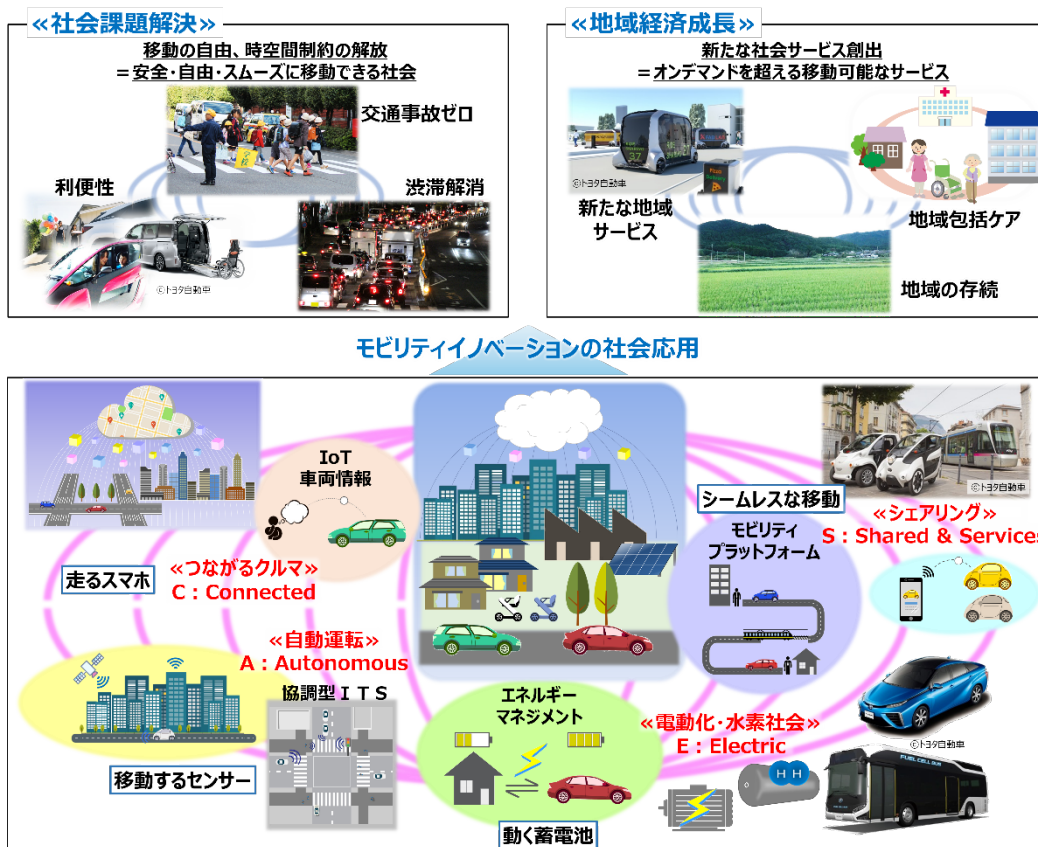 ≪社会課題解決≫
移動の自由、時空間制約の解放
＝安全・自由・スムーズに移動できる社会
交通事故ゼロ
利便性
渋滞解消
©トヨタ自動車
≪地域経済成長≫
新たな社会サービス創出
＝オンデマンドを超える移動可能なサービス
©トヨタ自動車
新たな地域
サービス
地域包括ケア
地域の存続
モビリティイノベーションの社会応用
IoT
車両情報
走るスマホ
≪つながるクルマ≫
C：Connected
≪自動運転≫
A：Autonomous
協調型ＩＴＳ
移動するセンサー
エネルギー
マネジメント
動く蓄電池
シームレスな移動
モビリティ
プラットフォーム
©トヨタ自動車
≪シェアリング≫
S：Shared & Services
≪電動化・水素社会≫
E：Electric
H H
©トヨタ自動車
FUEL CELL BUS